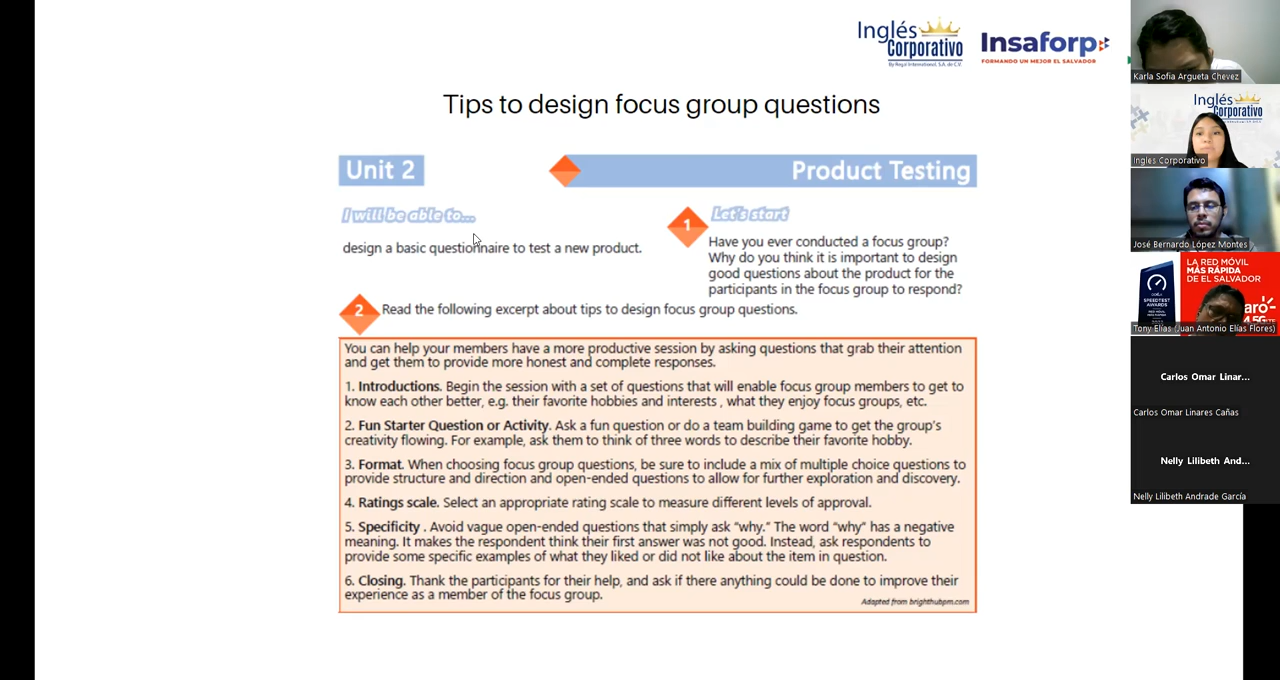 Inglés
Corporativo
By Regal International, S.A. de C.V.
Insaforp
FORMANDO UN MEJOR EL SALVADOR
Tips to design focus group questions
Unit 2
Product Testing
I will be able to...
design a basic questionnaire to test a new product.
1
Let's start
Have you ever conducted a focus group?
Why do you think it is important to design
good questions about the product for the
participants in the focus group to respond?
2
Read the following excerpt about tips to design focus group questions.
You can help your members have a more productive session by asking questions that grab their attention
and get them to provide more honest and complete responses.
1. Introductions. Begin the session with a set of questions that will enable focus group members to get to
know each other better, e.g. their favorite hobbies and interests , what they enjoy focus groups, etc.
2. Fun Starter Question or Activity. Ask a fun question or do a team building game to get the group's
creativity flowing. For example, ask them to think of three words to describe their favorite hobby.
3. Format. When choosing focus group questions, be sure to include a mix of multiple choice questions to
provide structure and direction and open-ended questions to allow for further exploration and discovery.
4. Ratings scale. Select an appropriate rating scale to measure different levels of approval.
5. Specificity . Avoid vague open-ended questions that simply ask "why." The word "why" has a negative
meaning. It makes the respondent think their first answer was not good. Instead, ask respondents to
provide some specific examples of what they liked or did not like about the item in question.
6. Closing. Thank the participants for their help, and ask if there anything could be done to improve their
experience as a member of the focus group.
Adapted from brighthubpm.com
Karla Sofia Argueta Chevez
Inglés
Corporativo
Ingles Corporativo
José Bernardo López Montes
LA RED MÓVIL
MÁS RÁPIDA
DE EL SALVADOR
SPEEDTEST
AWARDS
Tony Elías (Juan Antonio Elías Flores)
Carlos Omar Linar...
Carlos Omar Linares Cañas
Nelly Lilibeth And...
Nelly Lilibeth Andrade García